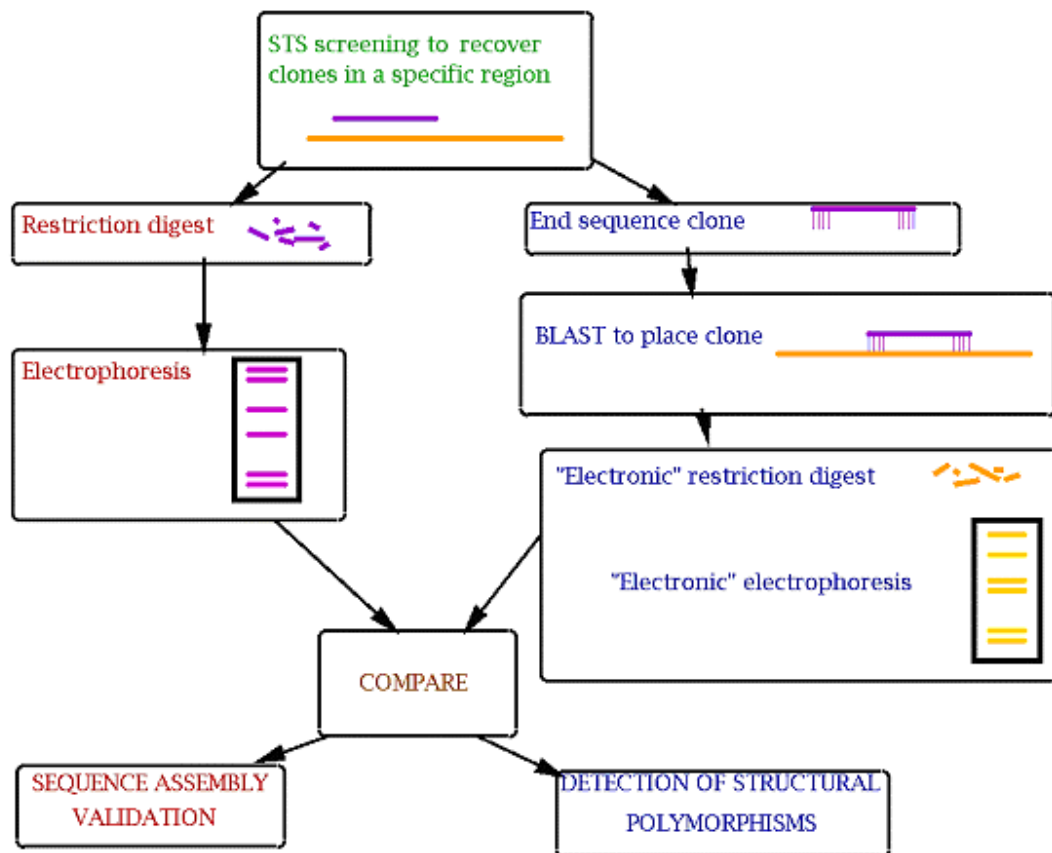 STS screening to recover
clones in a specific region
Restriction digest
End sequence clone
BLAST to place clone
Electrophoresis
"Electronic" restriction digest
"Electronic" electrophoresis
COMPARE
SEQUENCE ASSEMBLY
VALIDATION
DETECTION OF STRUCTURAL
POLYMORPHISMS